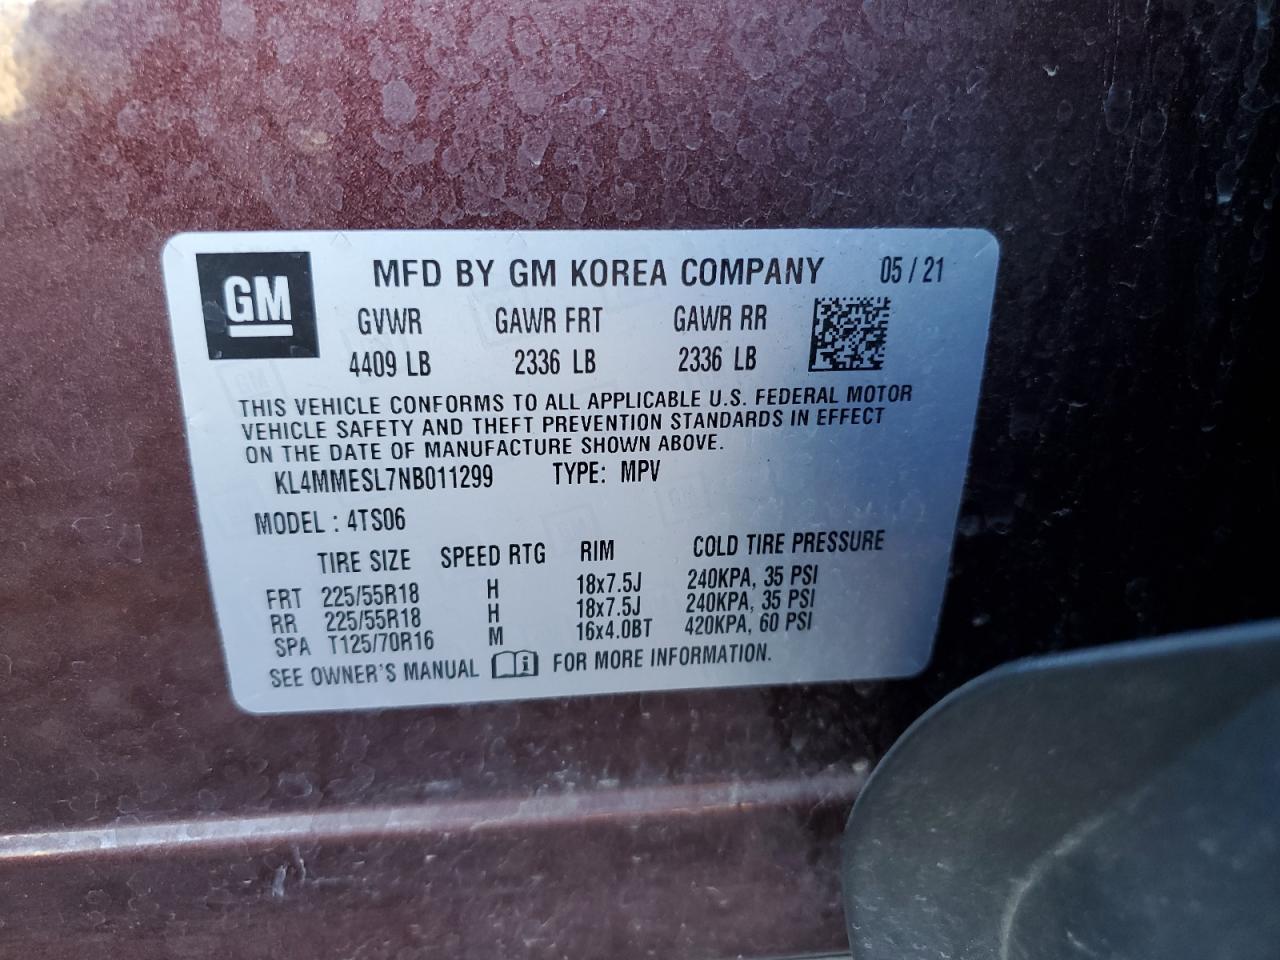 GM
MFD BY GM KOREA COMPANY 05/21
GVWR GAWR FRT GAWR RR
4409 LB 2336 LB 2336 LB
THIS VEHICLE CONFORMS TO ALL APPLICABLE U.S. FEDERAL MOTOR
VEHICLE SAFETY AND THEFT PREVENTION STANDARDS IN EFFECT
ON THE DATE OF MANUFACTURE SHOWN ABOVE.
KL4MMESL7NB011299 TYPE: MPV
MODEL : 4TS06
TIRE SIZE SPEED RTG RIM COLD TIRE PRESSURE
FRT 225/55R18 H 18x7.5J 240KPA, 35 PSI
RR 225/55R18 H 18x7.5J 240KPA, 35 PSI
SPA T125/70R16 M 16x4.0BT 420KPA, 60 PSI
SEE OWNER'S MANUAL i FOR MORE INFORMATION.